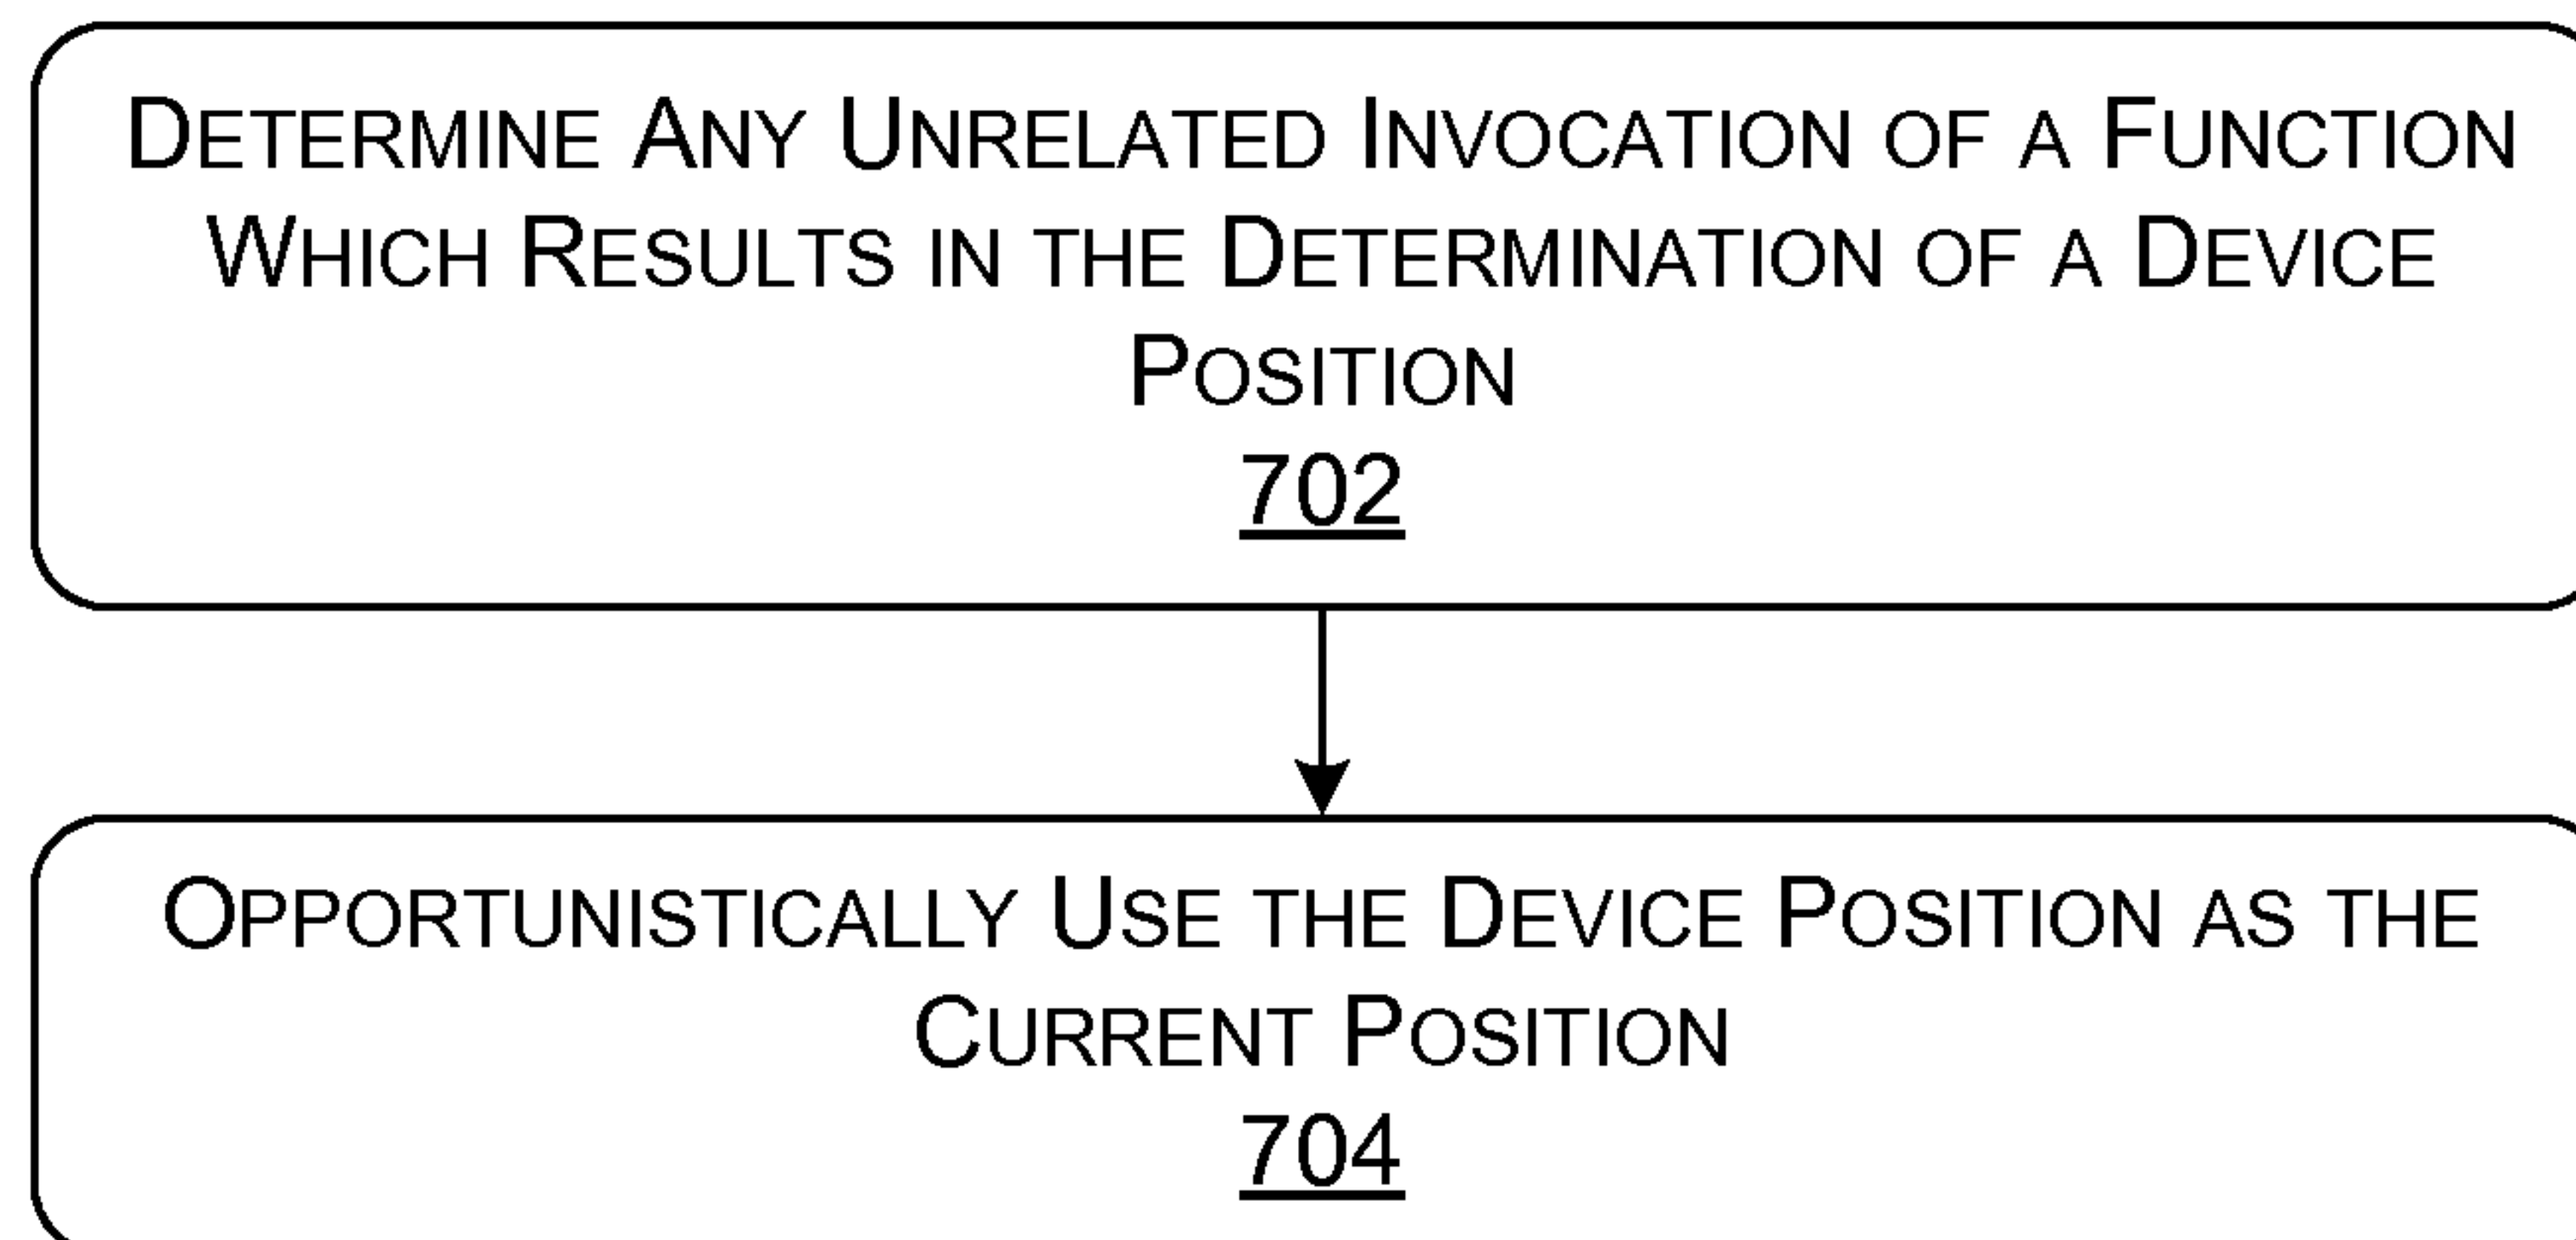 Determine Any Unrelated Invocation of a Function
Which Results in the Determination of a Device
Position
702
Opportunistically Use the Device Position as the
Current Position
704